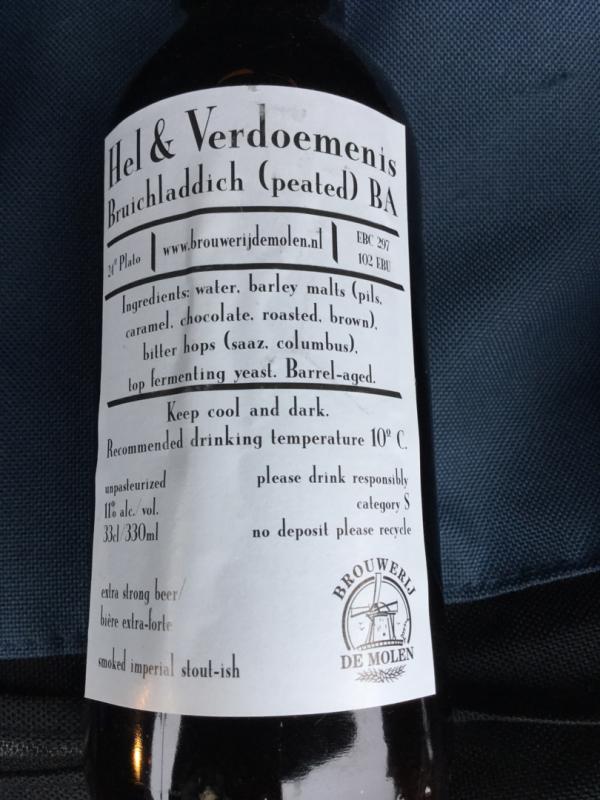 Hel & Verdoemenis
Bruichladdich (peated) BA
24º Plato
www.brouwerijdemolen.nl
EBC 297
102 EBU
Ingredients: water, barley malts (pils,
caramel, chocolate, roasted, brown),
bitter hops (saaz, columbus),
top fermenting yeast. Barrel-aged.
Keep cool and dark.
Recommended drinking temperature 10º C.
unpasteurized
11% alc./vol.
33cl/330ml
please drink responsibly
category S
no deposit please recycle
extra strong beer/
bière extra-forte
smoked imperial stout-ish
BROUWERIJ
DE MOLEN